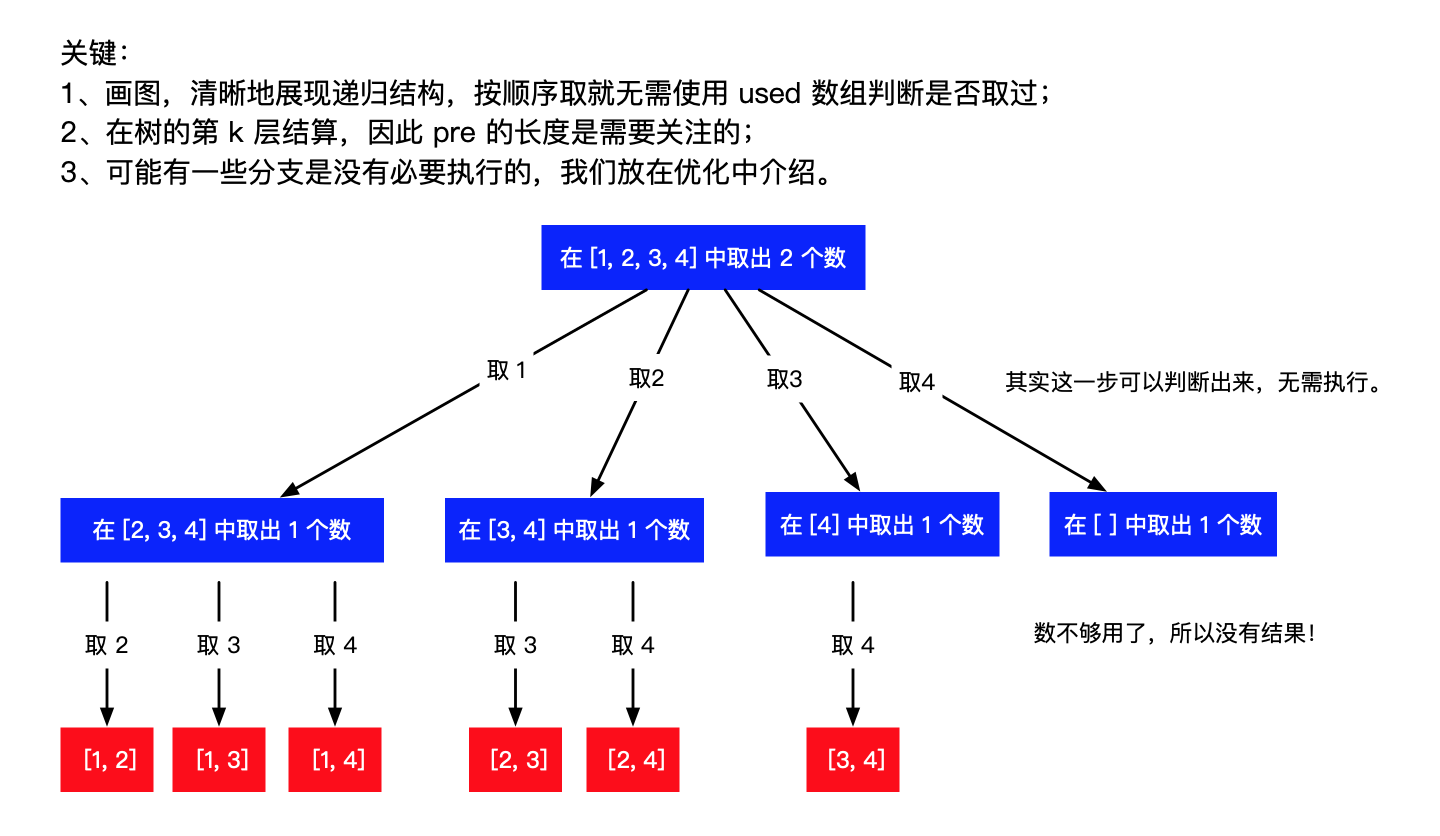 关键：
1、画图，清晰地展现递归结构，按顺序取就无需使用 used 数组判断是否取过；
2、在树的第 k 层结算，因此 pre 的长度是需要关注的；
3、可能有一些分支是没有必要执行的，我们放在优化中介绍。
在 [1, 2, 3, 4] 中取出 2 个数
取 1
取2
取3
取4
其实这一步可以判断出来，无需执行。
在 [2, 3, 4] 中取出 1 个数
在 [3, 4] 中取出 1 个数
在 [4] 中取出 1 个数
在 [ ] 中取出 1 个数
取 2
取 3
取 4
取 3
取 4
取 4
数不够用了，所以没有结果！
[1, 2]
[1, 3]
[1, 4]
[2, 3]
[2, 4]
[3, 4]